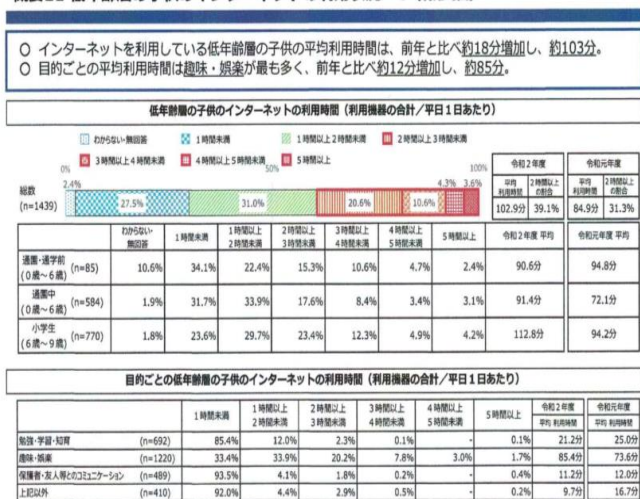 ○ インターネットを利用している低年齢層の子供の平均利用時間は、前年と比べ約18分増加し、約103分。
○ 目的ごとの平均利用時間は趣味・娯楽が最も多く、前年と比べ約12分増加し、約85分。
低年齢層の子供のインターネットの利用時間（利用機器の合計／平日１日あたり）
わからない・無回答 １時間未満 １時間以上２時間未満 ２時間以上３時間未満
３時間以上４時間未満 ４時間以上５時間未満 ５時間以上
0% 50% 100%
令和２年度 令和元年度
平均利用時間 ２時間以上の割合 平均利用時間 ２時間以上の割合
総数 (n=1439) 2.4% 27.5% 31.0% 20.6% 10.6% 4.3% 3.6% 102.9分 39.1% 84.9分 31.3%
わからない・無回答 １時間未満 １時間以上２時間未満 ２時間以上３時間未満 ３時間以上４時間未満 ４時間以上５時間未満 ５時間以上 令和２年度 平均 令和元年度 平均
通園・通学前 (０歳～６歳) (n=85) 10.6% 34.1% 22.4% 15.3% 10.6% 4.7% 2.4% 90.6分 94.8分
通園中 (０歳～６歳) (n=584) 1.9% 31.7% 33.9% 17.6% 8.4% 3.4% 3.1% 91.4分 72.1分
小学生 (６歳～９歳) (n=770) 1.8% 23.6% 29.7% 23.4% 12.3% 4.9% 4.2% 112.8分 94.2分
目的ごとの低年齢層の子供のインターネットの利用時間（利用機器の合計／平日１日あたり）
１時間未満 １時間以上２時間未満 ２時間以上３時間未満 ３時間以上４時間未満 ４時間以上５時間未満 ５時間以上 令和２年度 平均 利用時間 令和元年度 平均 利用時間
勉強・学習・知育 (n=692) 85.4% 12.0% 2.3% 0.1% - 0.1% 21.2分 25.0分
趣味・娯楽 (n=1220) 33.4% 33.9% 20.2% 7.8% 3.0% 1.7% 85.4分 73.6分
保護者・友人等とのコミュニケーション (n=489) 93.5% 4.1% 1.8% 0.2% - 0.4% 11.2分 12.0分
上記以外 (n=410) 92.0% 4.4% 2.9% 0.5% - 0.2% 9.7分 16.7分